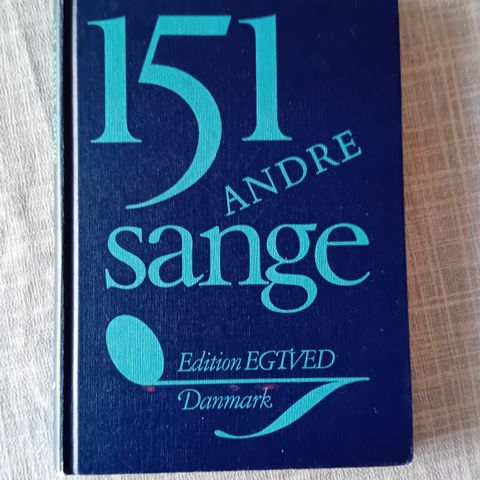 151
ANDRE
sange
Edition EGTVED
Danmark